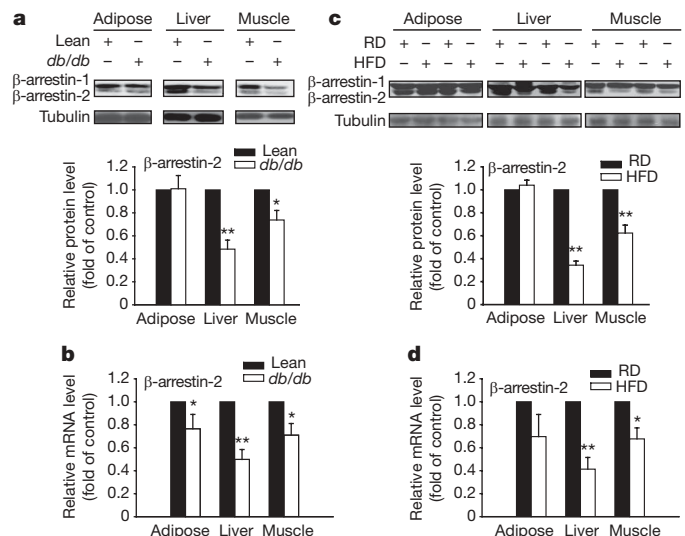 a
Adipose Liver Muscle
Lean + – + – + –
db/db – + – + – +
β-arrestin-1
β-arrestin-2
Tubulin
β-arrestin-2
Lean
db/db
Relative protein level
(fold of control)
1.2
1.0
0.8
0.6
0.4
0.2
0
**
*
Adipose Liver Muscle
b
β-arrestin-2
Lean
db/db
Relative mRNA level
(fold of control)
1.2
1.0
0.8
0.6
0.4
0.2
0
*
**
*
Adipose Liver Muscle
c
Adipose Liver Muscle
RD + – + – + – + – + – + –
HFD – + – + – + – + – + – +
β-arrestin-1
β-arrestin-2
Tubulin
β-arrestin-2
RD
HFD
Relative protein level
(fold of control)
1.2
1.0
0.8
0.6
0.4
0.2
0
**
**
Adipose Liver Muscle
d
β-arrestin-2
RD
HFD
Relative mRNA level
(fold of control)
1.2
1.0
0.8
0.6
0.4
0.2
0
**
*
Adipose Liver Muscle